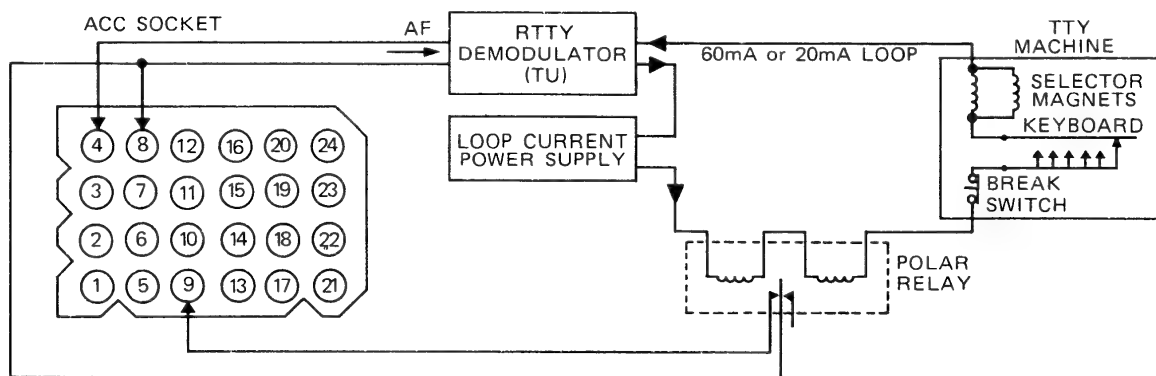 ACC SOCKET
AF
RTTY
DEMODULATOR
(TU)
60mA or 20mA LOOP
TTY
MACHINE
SELECTOR
MAGNETS
KEYBOARD
BREAK
SWITCH
LOOP CURRENT
POWER SUPPLY
POLAR
RELAY
4 8 12 16 20 24
3 7 11 15 19 23
2 6 10 14 18 22
1 5 9 13 17 21